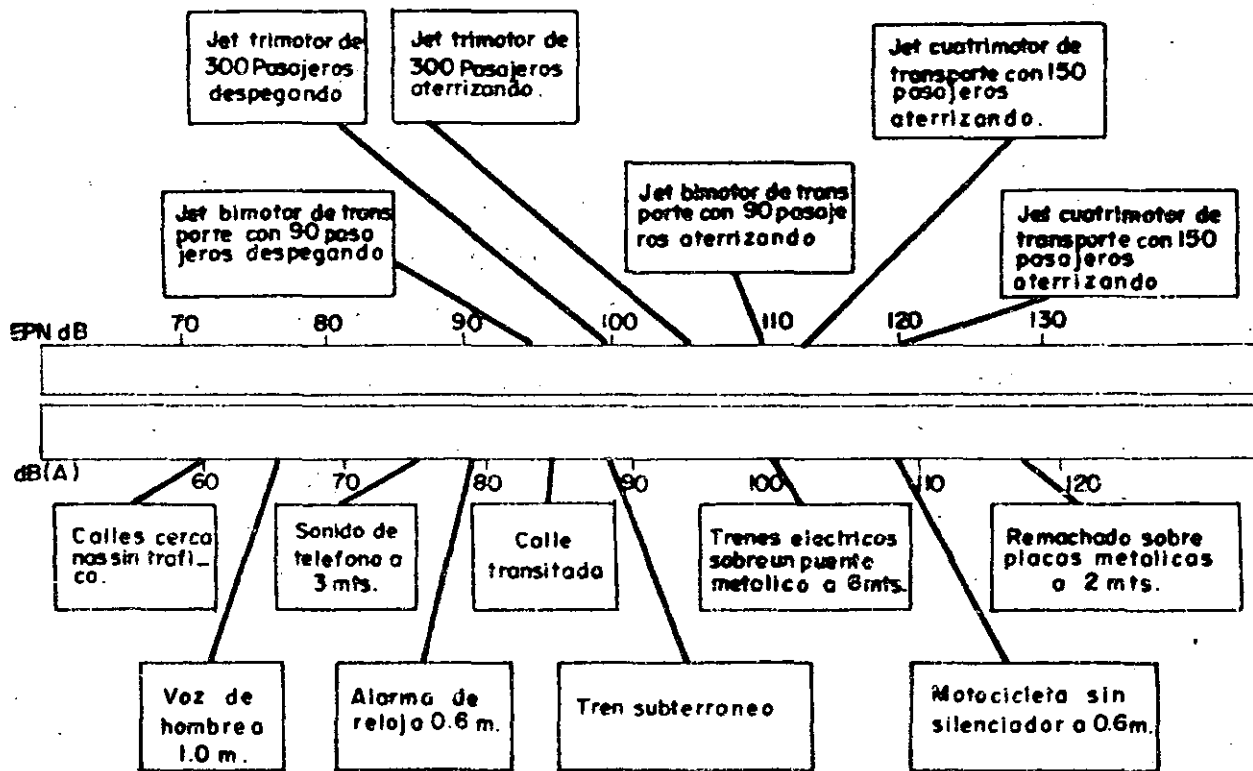 Jet trimotor de
300 Pasajeros
despegando
Jet trimotor de
300 Pasajeros
aterrizando.
Jet cuatrimotor de
transporte con 150
pasajeros
aterrizando.
Jet bimotor de trans
porte con 90 pasa
jeros despegando
Jet bimotor de trans
porte con 90 pasaje
ros aterrizando
Jet cuatrimotor de
transporte con 150
pasajeros
aterrizando
EPN dB 70 80 90 100 110 120 130
dB(A) 60 70 80 90 100 110 120
Calles cerca
nas sin trafi_
co.
Sonido de
telefono a
3 mts.
Calle
transitada
Trenes electricos
sobre un puente
metalico a 6mts.
Remachado sobre
placas metalicas
a 2 mts.
Voz de
hombre a
1.0 m.
Alarma de
reloj a 0.6 m.
Tren subterraneo
Motocicleta sin
silenciador a 0.6m.